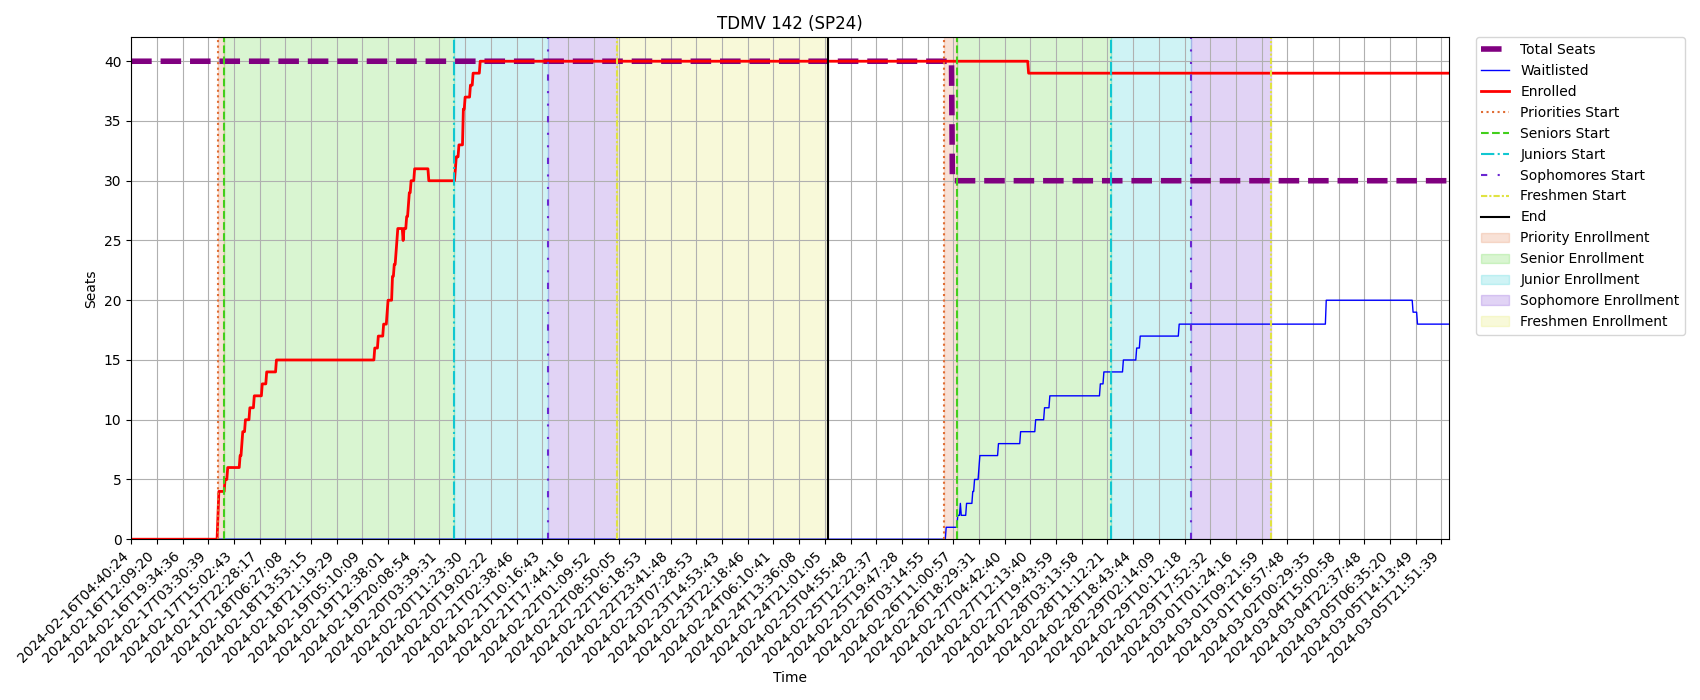 TDMV 142 (SP24)
Seats
40
35
30
25
20
15
10
5
0
2024-02-16T04:40:24
2024-02-16T12:09:20
2024-02-16T19:34:36
2024-02-17T03:30:39
2024-02-17T15:02:43
2024-02-17T22:28:17
2024-02-18T06:27:08
2024-02-18T13:53:15
2024-02-18T21:19:29
2024-02-19T05:10:09
2024-02-19T12:38:01
2024-02-19T20:08:54
2024-02-20T03:39:31
2024-02-20T11:23:30
2024-02-20T19:02:22
2024-02-21T02:38:46
2024-02-21T10:16:43
2024-02-21T17:44:16
2024-02-22T01:09:52
2024-02-22T08:50:05
2024-02-22T16:18:53
2024-02-22T23:41:48
2024-02-23T07:28:53
2024-02-23T14:53:43
2024-02-23T22:18:46
2024-02-24T06:10:41
2024-02-24T13:36:08
2024-02-24T21:01:05
2024-02-25T04:55:48
2024-02-25T12:22:37
2024-02-25T19:47:28
2024-02-26T03:14:55
2024-02-26T11:00:57
2024-02-26T18:29:31
2024-02-27T04:42:40
2024-02-27T12:13:40
2024-02-27T19:43:59
2024-02-28T03:13:58
2024-02-28T11:12:21
2024-02-28T18:43:44
2024-02-29T02:14:09
2024-02-29T10:12:18
2024-02-29T17:52:32
2024-03-01T01:24:16
2024-03-01T09:21:59
2024-03-01T16:57:48
2024-03-02T00:29:35
2024-03-04T15:00:58
2024-03-04T22:37:48
2024-03-05T06:35:20
2024-03-05T14:13:49
2024-03-05T21:51:39
Time
Total Seats
Waitlisted
Enrolled
Priorities Start
Seniors Start
Juniors Start
Sophomores Start
Freshmen Start
End
Priority Enrollment
Senior Enrollment
Junior Enrollment
Sophomore Enrollment
Freshmen Enrollment